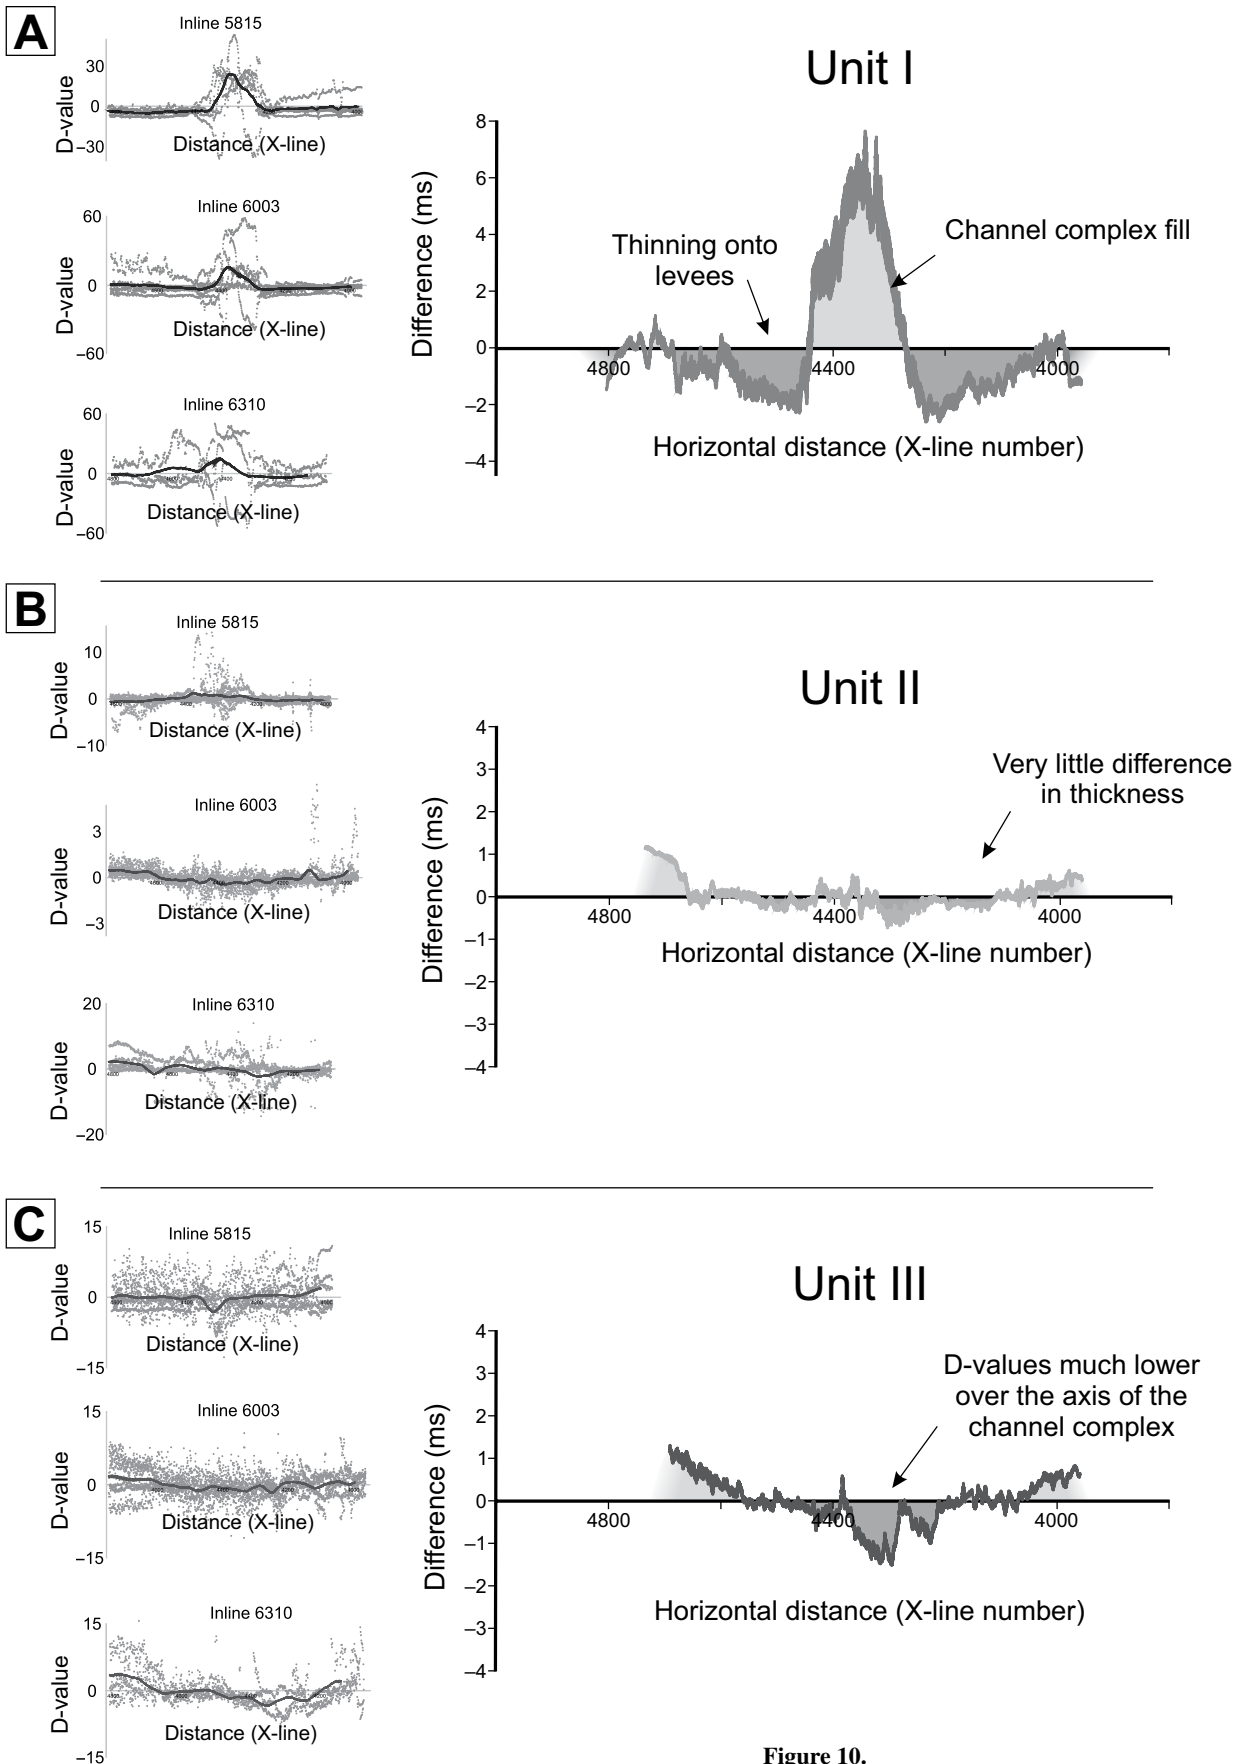 A
Inline 5815
30
0
–30
D-value
Distance (X-line)
Inline 6003
60
0
–60
D-value
Distance (X-line)
Inline 6310
60
0
–60
D-value
Distance (X-line)
Unit I
8
6
4
2
0
–2
–4
Difference (ms)
Thinning onto
levees
Channel complex fill
4800
4400
4000
Horizontal distance (X-line number)
B
Inline 5815
10
0
–10
D-value
Distance (X-line)
Inline 6003
3
0
–3
D-value
Distance (X-line)
Inline 6310
20
0
–20
D-value
Distance (X-line)
Unit II
4
3
2
1
0
–1
–2
–3
–4
Difference (ms)
Very little difference
in thickness
4800
4400
4000
Horizontal distance (X-line number)
C
Inline 5815
15
0
–15
D-value
Distance (X-line)
Inline 6003
15
0
–15
D-value
Distance (X-line)
Inline 6310
15
0
–15
D-value
Distance (X-line)
Unit III
4
3
2
1
0
–1
–2
–3
–4
Difference (ms)
D-values much lower
over the axis of the
channel complex
4800
4400
4000
Horizontal distance (X-line number)
Figure 10.